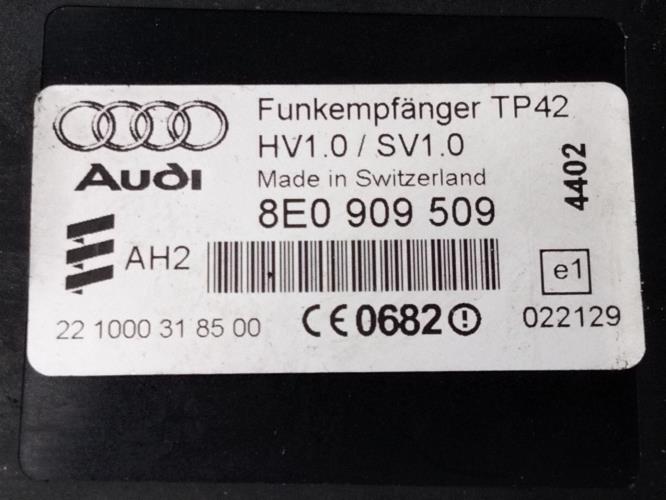 Funkempfänger TP42
HV1.0 / SV1.0
Audi
Made in Switzerland
8E0 909 509
4402
AH2
e1
22 1000 31 85 00
CE0682
022129